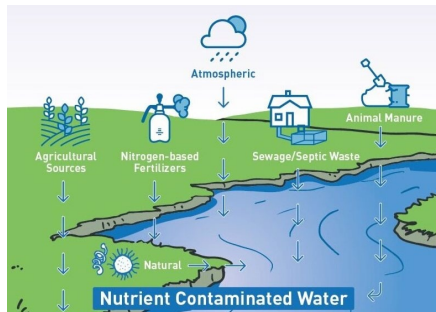 Atmospheric
Animal Manure
Agricultural
Sources
Nitrogen-based
Fertilizers
Sewage/Septic Waste
Natural
Nutrient Contaminated Water